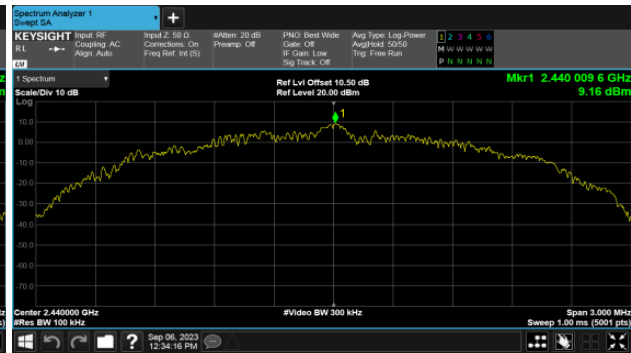 Spectrum Analyzer 1
Swept SA
KEYSIGHT
RL
Input: RF
Coupling: AC
Align: Auto
Input Z: 50 Ω
Corrections: On
Freq Ref: Int (S)
#Atten: 20 dB
Preamp: Off
PNO: Best Wide
Gate: Off
IF Gain: Low
Sig Track: Off
Avg Type: Log-Power
Avg|Hold: 50/50
Trig: Free Run
1 2 3 4 5 6
M W W W W W
P N N N N N
LXI
1 Spectrum
Scale/Div 10 dB
Ref Lvl Offset 10.50 dB
Ref Level 20.00 dBm
Mkr1 2.440 009 6 GHz
9.16 dBm
Log
1
10.0
0.00
-10.0
-20.0
-30.0
-40.0
-50.0
-60.0
-70.0
Center 2.440000 GHz
#Video BW 300 kHz
Span 3.000 MHz
#Res BW 100 kHz
Sweep 1.00 ms (5001 pts)
Sep 06, 2023
12:34:16 PM